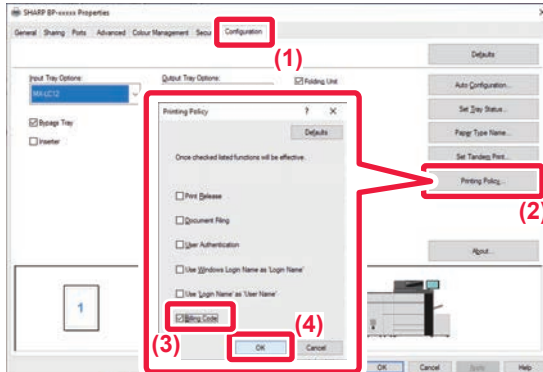 SHARP BP-xxxxx Properties
General Sharing Ports Advanced Colour Management Secur Configuration
(1)
Defaults
Input Tray Options:
Output Tray Options:
Folding Unit
MX-LC12
Auto Configuration...
Printing Policy
Set Tray Status...
Defaults
Bypass Tray
Paper Type Name...
Inserter
Once checked listed functions will be effective.
Set Tandem Print...
Printing Policy...
(2)
Print Release
Document Filing
User Authentication
About...
Use Windows Login Name as 'Login Name'
Use 'Login Name' as 'User Name'
1
Billing Code
(3)
(4)
OK Cancel
OK Cancel Apply Help